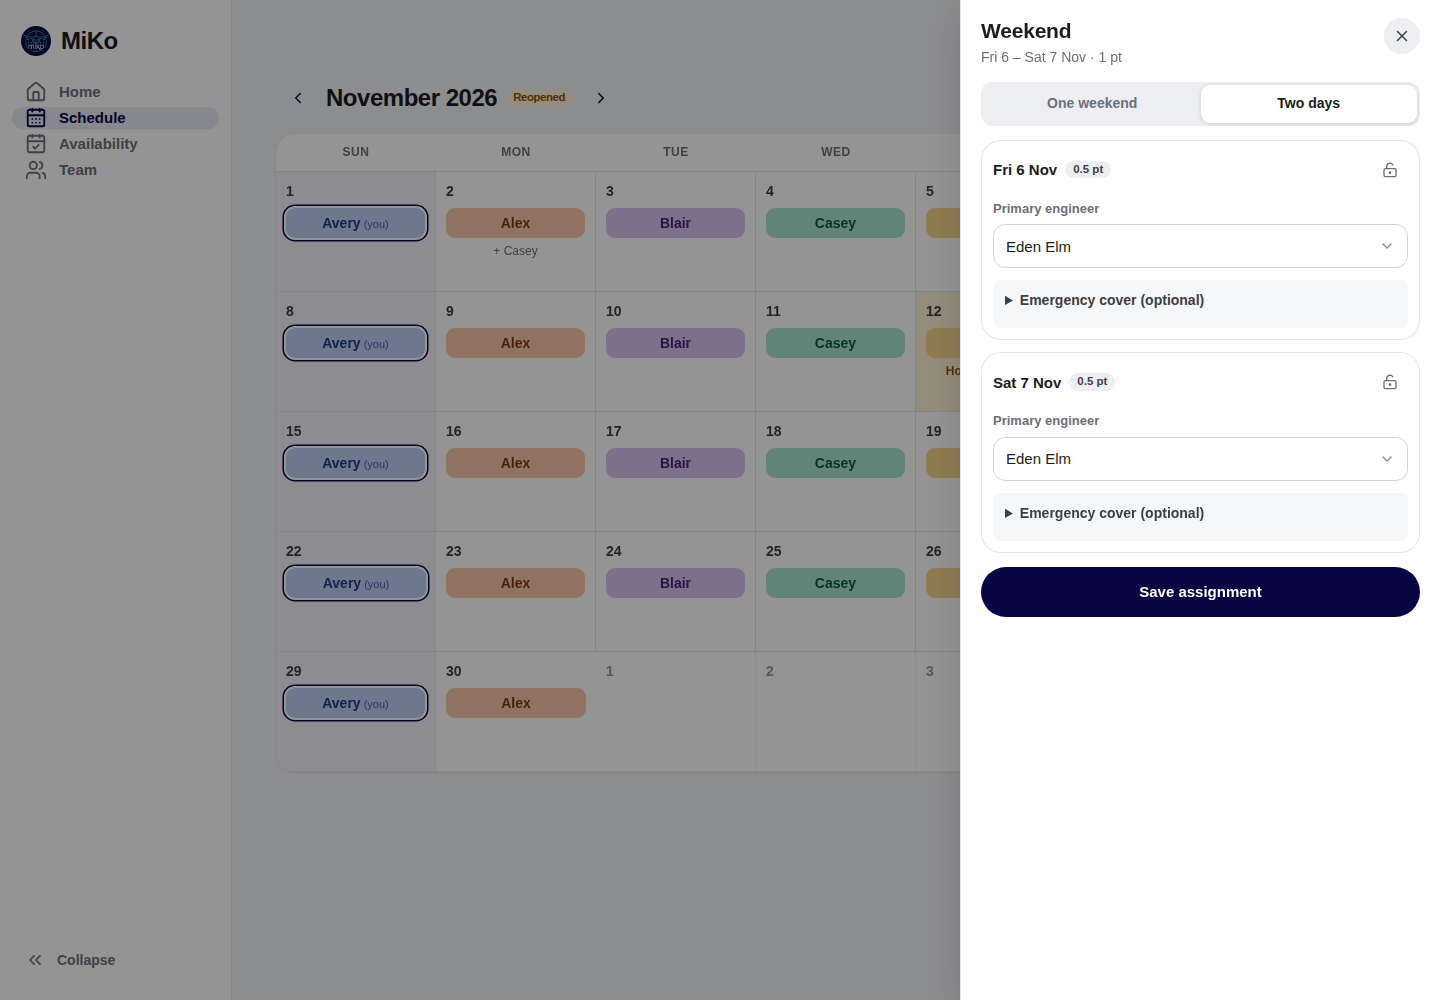 MiKo
Home
Schedule
Availability
Team
Collapse
November 2026 Reopened
SUN MON TUE WED
1 2 3 4 5
Avery (you) Alex Blair Casey
+ Casey
8 9 10 11 12
Avery (you) Alex Blair Casey
Ho
15 16 17 18 19
Avery (you) Alex Blair Casey
22 23 24 25 26
Avery (you) Alex Blair Casey
29 30 1 2 3
Avery (you) Alex
Weekend
Fri 6 – Sat 7 Nov · 1 pt
One weekend Two days
Fri 6 Nov 0.5 pt
Primary engineer
Eden Elm
Emergency cover (optional)
Sat 7 Nov 0.5 pt
Primary engineer
Eden Elm
Emergency cover (optional)
Save assignment